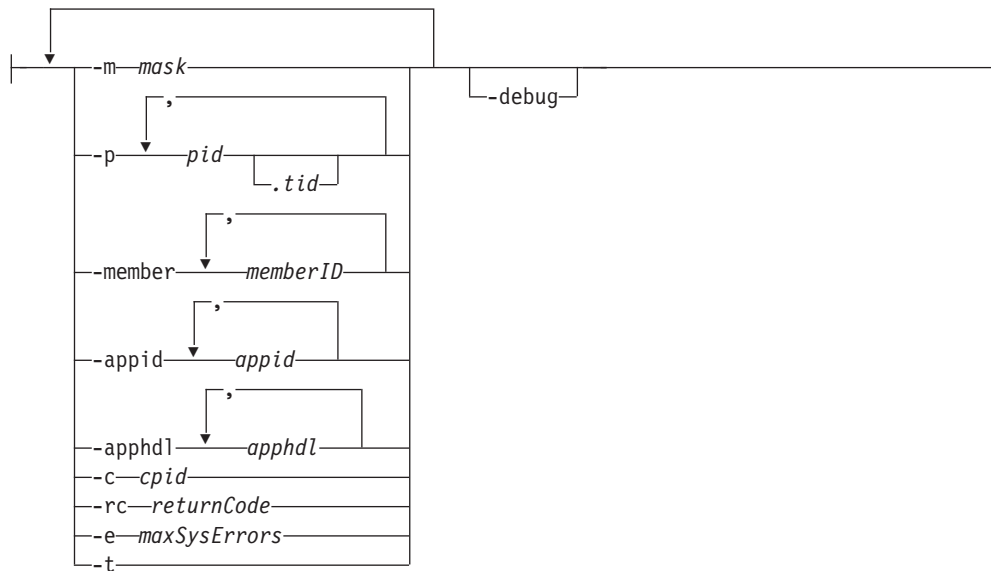 -m mask
-debug
,
-p pid
.tid
,
-member memberID
,
-appid appid
,
-apphdl apphdl
-c cpid
-rc returnCode
-e maxSysErrors
-t